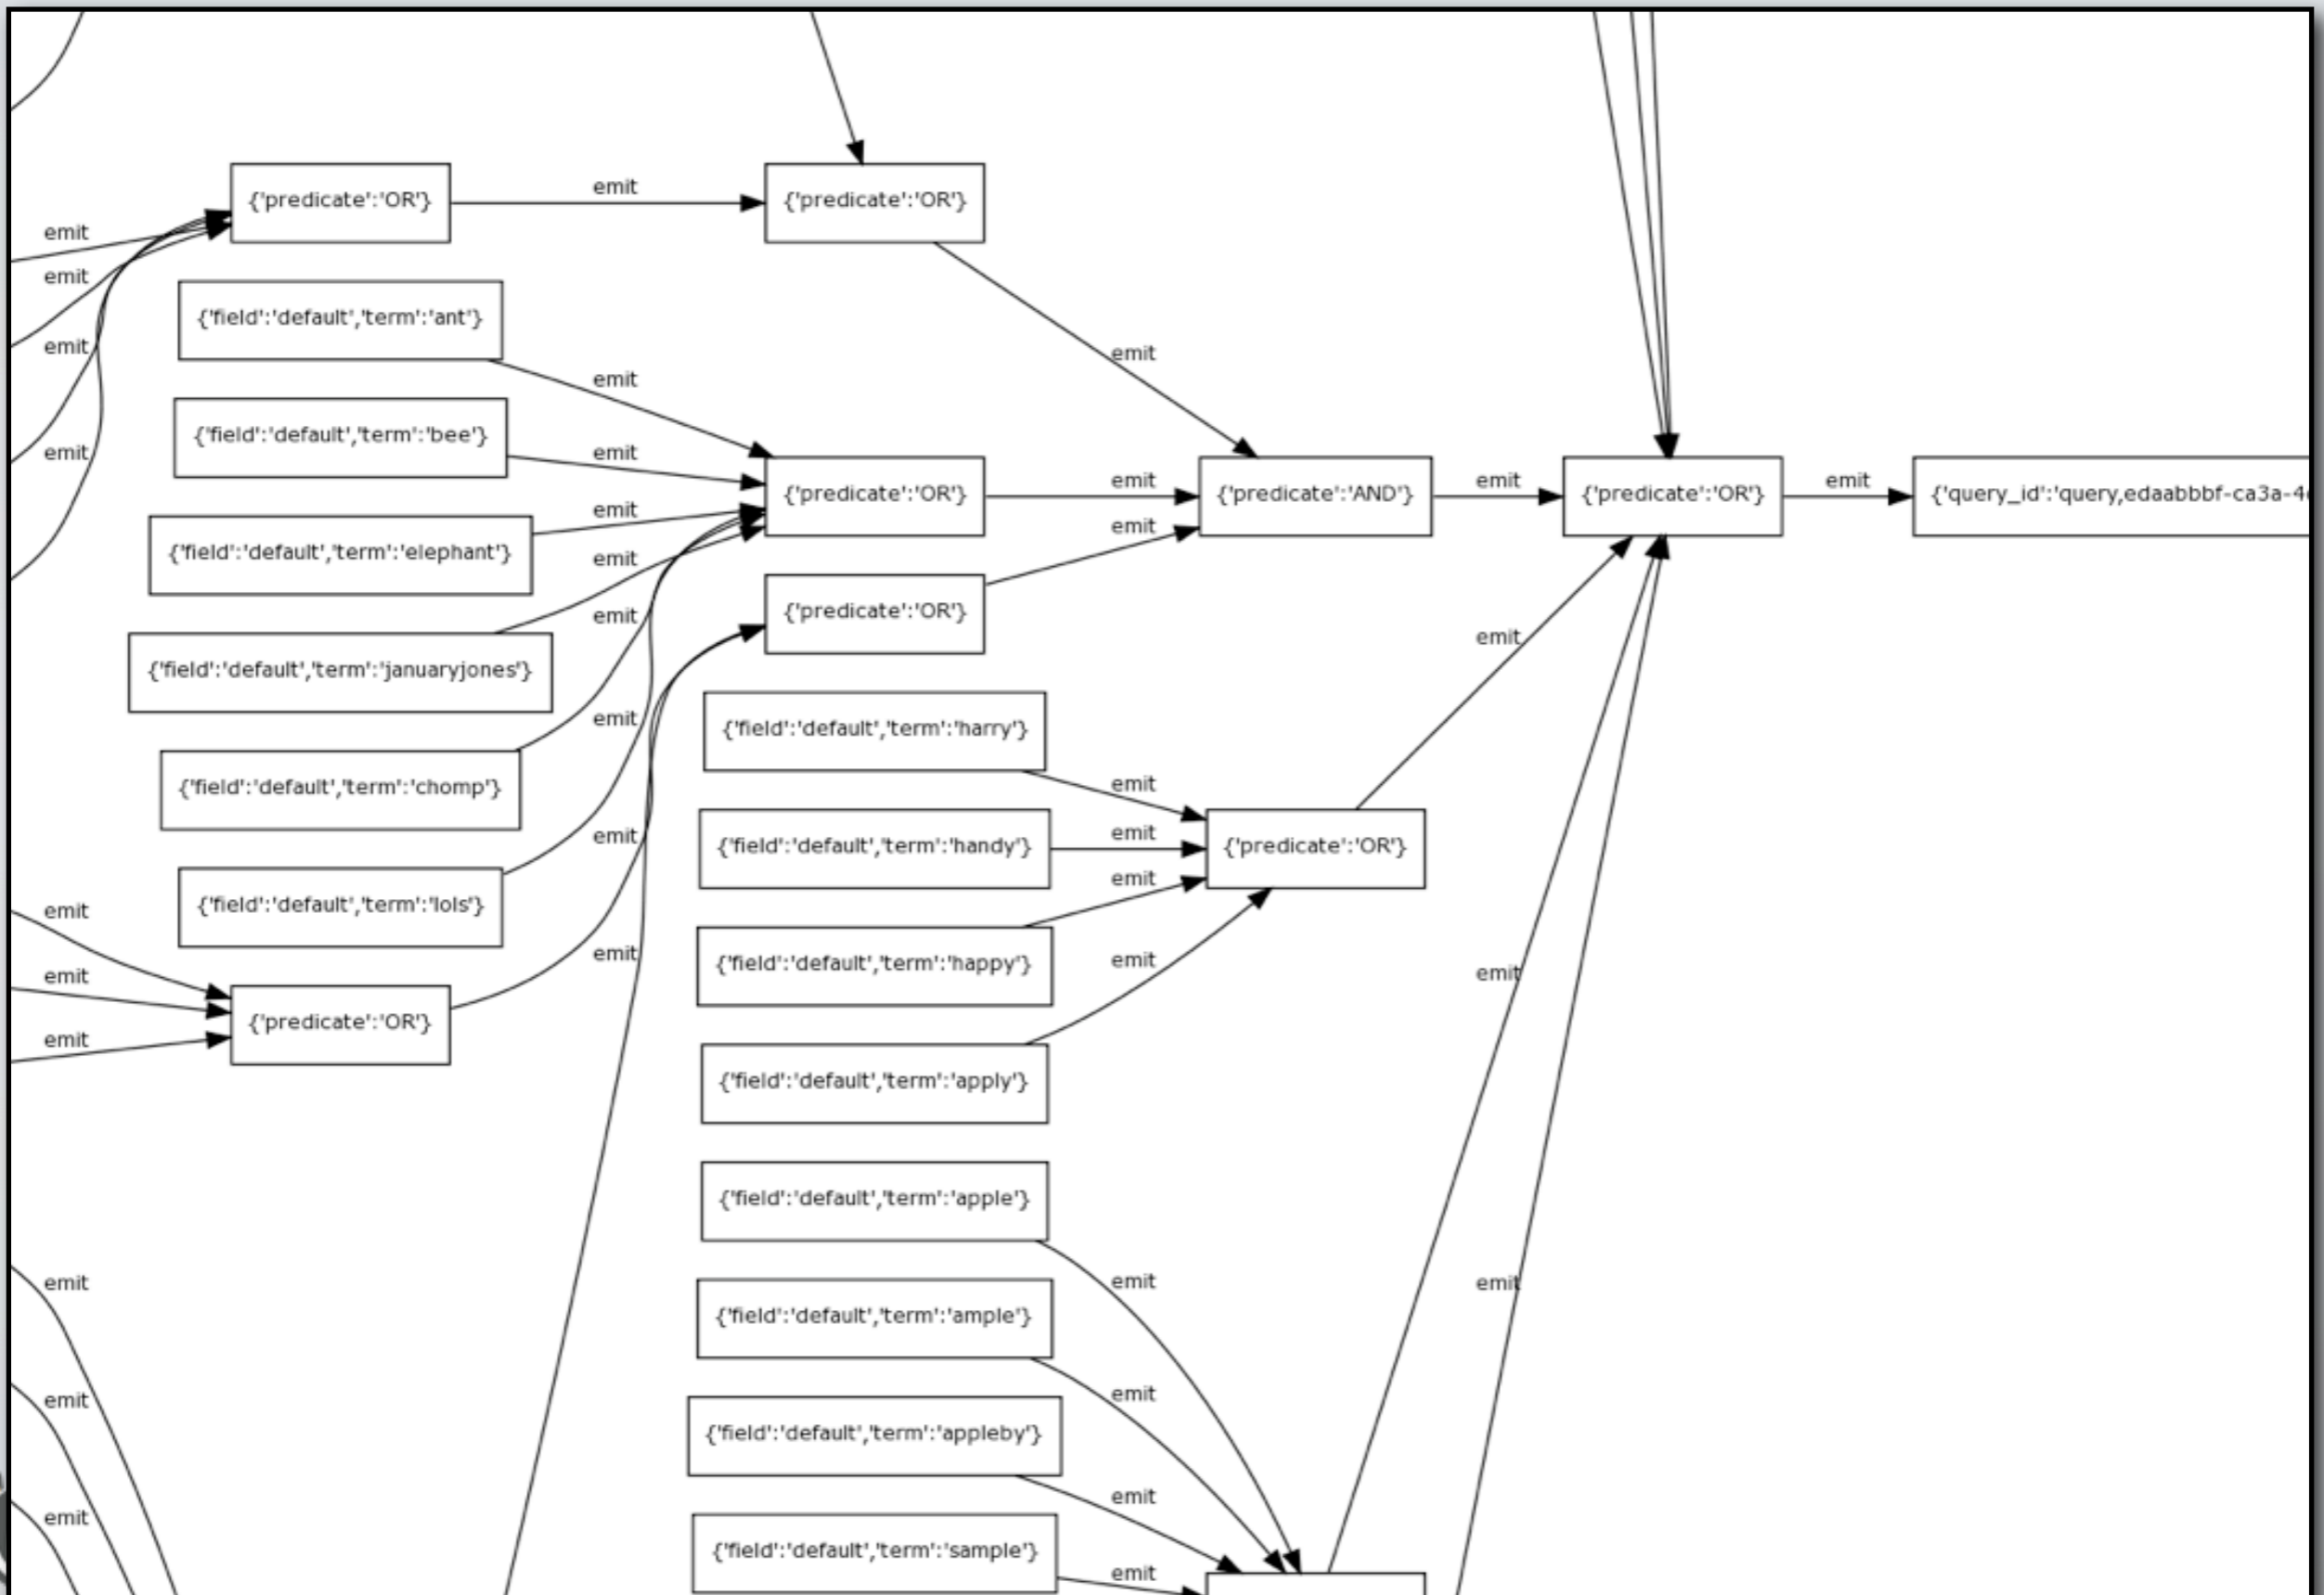 {'predicate':'OR'}
emit
{'predicate':'OR'}
emit
emit
emit
emit
{'field':'default','term':'ant'}
emit
{'field':'default','term':'bee'}
emit
{'field':'default','term':'elephant'}
emit
{'field':'default','term':'januaryjones'}
emit
{'field':'default','term':'chomp'}
emit
{'field':'default','term':'lols'}
emit
emit
emit
{'predicate':'OR'}
emit
{'predicate':'AND'}
emit
{'predicate':'OR'}
emit
{'query_id':'query,edaabbbf-ca3a-4
emit
{'predicate':'OR'}
emit
emit
{'field':'default','term':'harry'}
emit
{'field':'default','term':'handy'}
emit
{'predicate':'OR'}
{'field':'default','term':'happy'}
emit
{'field':'default','term':'apply'}
emit
emit
emit
emit
emit
{'predicate':'OR'}
emit
{'field':'default','term':'apple'}
emit
{'field':'default','term':'ample'}
emit
{'field':'default','term':'appleby'}
emit
{'field':'default','term':'sample'}
emit
emit
emit
emit
emit